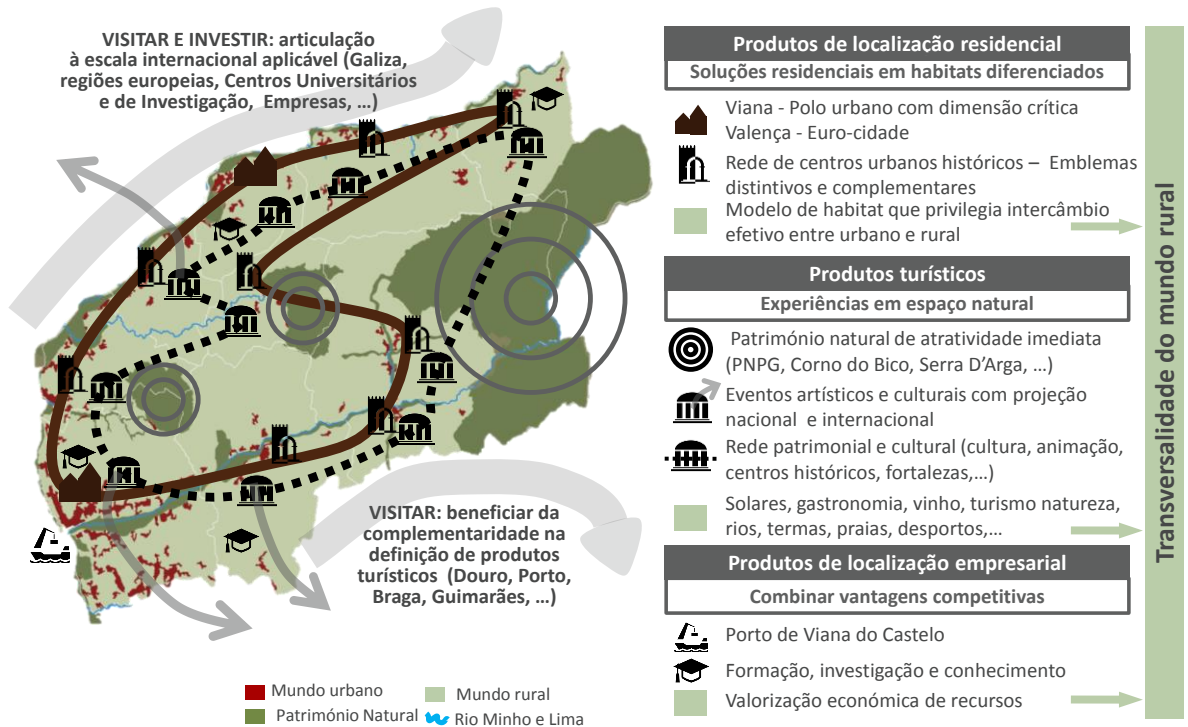 VISITAR E INVESTIR: articulação
à escala internacional aplicável (Galiza,
regiões europeias, Centros Universitários
e de Investigação, Empresas, ...)
VISITAR: beneficiar da
complementaridade na
definição de produtos
turísticos (Douro, Porto,
Braga, Guimarães, ...)
Mundo urbano
Mundo rural
Património Natural
Rio Minho e Lima
Produtos de localização residencial
Soluções residenciais em habitats diferenciados
Viana - Polo urbano com dimensão crítica
Valença - Euro-cidade
Rede de centros urbanos históricos – Emblemas
distintivos e complementares
Modelo de habitat que privilegia intercâmbio
efetivo entre urbano e rural
Produtos turísticos
Experiências em espaço natural
Património natural de atratividade imediata
(PNPG, Corno do Bico, Serra D'Arga, ...)
Eventos artísticos e culturais com projeção
nacional e internacional
Rede patrimonial e cultural (cultura, animação,
centros históricos, fortalezas,...)
Solares, gastronomia, vinho, turismo natureza,
rios, termas, praias, desportos,...
Produtos de localização empresarial
Combinar vantagens competitivas
Porto de Viana do Castelo
Formação, investigação e conhecimento
Valorização económica de recursos
Transversalidade do mundo rural